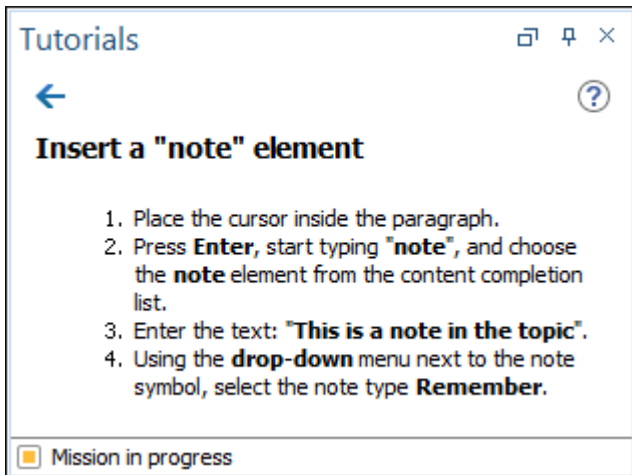 Tutorials
?
Insert a "note" element
1. Place the cursor inside the paragraph.
2. Press Enter, start typing "note", and choose
the note element from the content completion
list.
3. Enter the text: "This is a note in the topic".
4. Using the drop-down menu next to the note
symbol, select the note type Remember.
Mission in progress